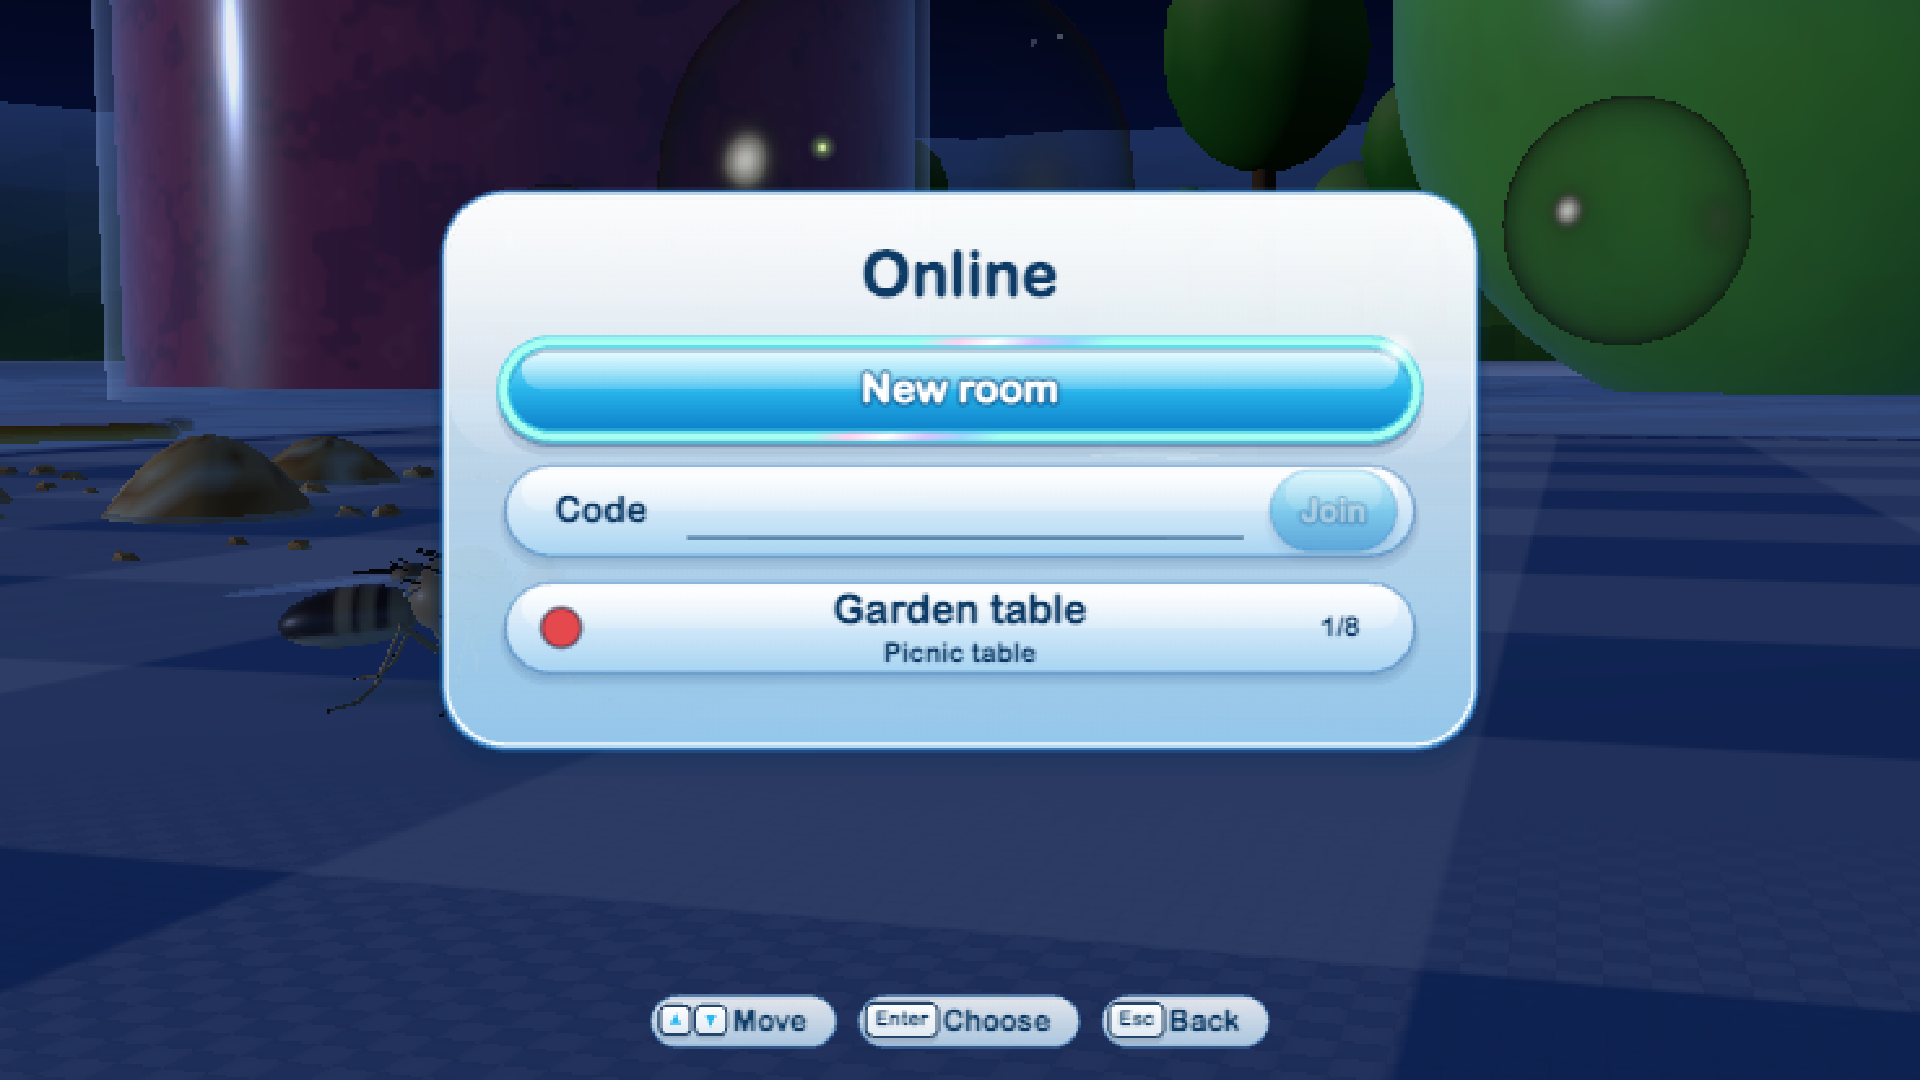 Online
New room
Code
Join
Garden table
Picnic table
1/8
Move
Enter Choose
Esc Back